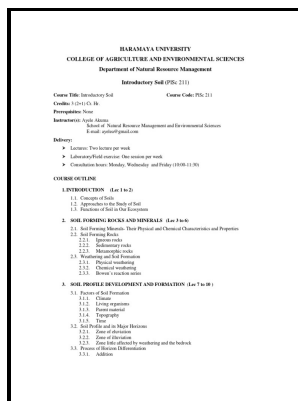 HARAMAYA UNIVERSITY
COLLEGE OF AGRICULTURE AND ENVIRONMENTAL SCIENCES
Department of Natural Resource Management
Introductory Soil (PlSc 211)
Course Title: Introductory Soil Course Code: PlSc 211
Credits: 3 (2+1) Cr. Hr.
Prerequisites: None
Instructor(s): Ayele Akuma
School of Natural Resource Management and Environmental Sciences
E-mail:
Delivery:
➤ Lectures: Two lecture per week
➤ Laboratory/Field exercise: One session per week
➤ Consultation hours: Monday, Wednesday and Friday (10:00-11:30)
COURSE OUTLINE
1.INTRODUCTION (Lec 1 to 2)
1.1. Concepts of Soils
1.2. Approaches to the Study of Soil
1.3. Functions of Soil in Our Ecosystem
2. SOIL FORMING ROCKS AND MINERALS (Lec 3-to6)
2.1. Soil Forming Minerals: Their Physical and Chemical Characteristics and Properties
2.2. Soil Forming Rocks
2.2.1. Igneous rocks
2.2.2. Sedimentary rocks
2.2.3. Metamorphic rocks
2.3. Weathering and Soil Formation
2.3.1. Physical weathering
2.3.2. Chemical weathering
2.3.3. Bowen's reaction series
3. SOIL PROFILE DEVELOPMENT AND FORMATION (Lec 7 to 10 )
3.1. Factors of Soil Formation
3.1.1. Climate
3.1.2. Living organisms
3.1.3. Parent material
3.1.4. Topography
3.1.5. Time
3.2. Soil Profile and its Major Horizons
3.2.1. Zone of eluviation
3.2.2. Zone of illuviation
3.2.3. Zone little affected by weathering and the bedrock
3.3. Process of Horizon Differentiation
3.3.1. Addition